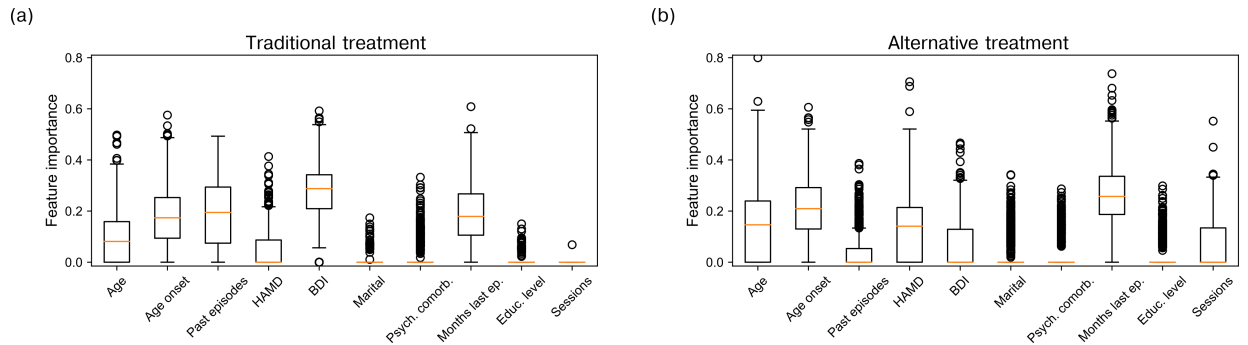 (a)
Traditional treatment
Feature importance
0.8
0.6
0.4
0.2
0.0
Age
Age onset
Past episodes
HAMD
BDI
Marital
Psych. comorb.
Months last ep.
Educ. level
Sessions
(b)
Alternative treatment
Feature importance
0.8
0.6
0.4
0.2
0.0
Age
Age onset
Past episodes
HAMD
BDI
Marital
Psych. comorb.
Months last ep.
Educ. level
Sessions